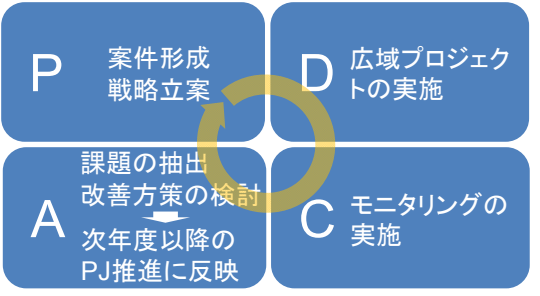 P
案件形成
戦略立案
D
広域プロジェク
トの実施
A
課題の抽出
改善方策の検討
次年度以降の
PJ推進に反映
C
モニタリングの
実施